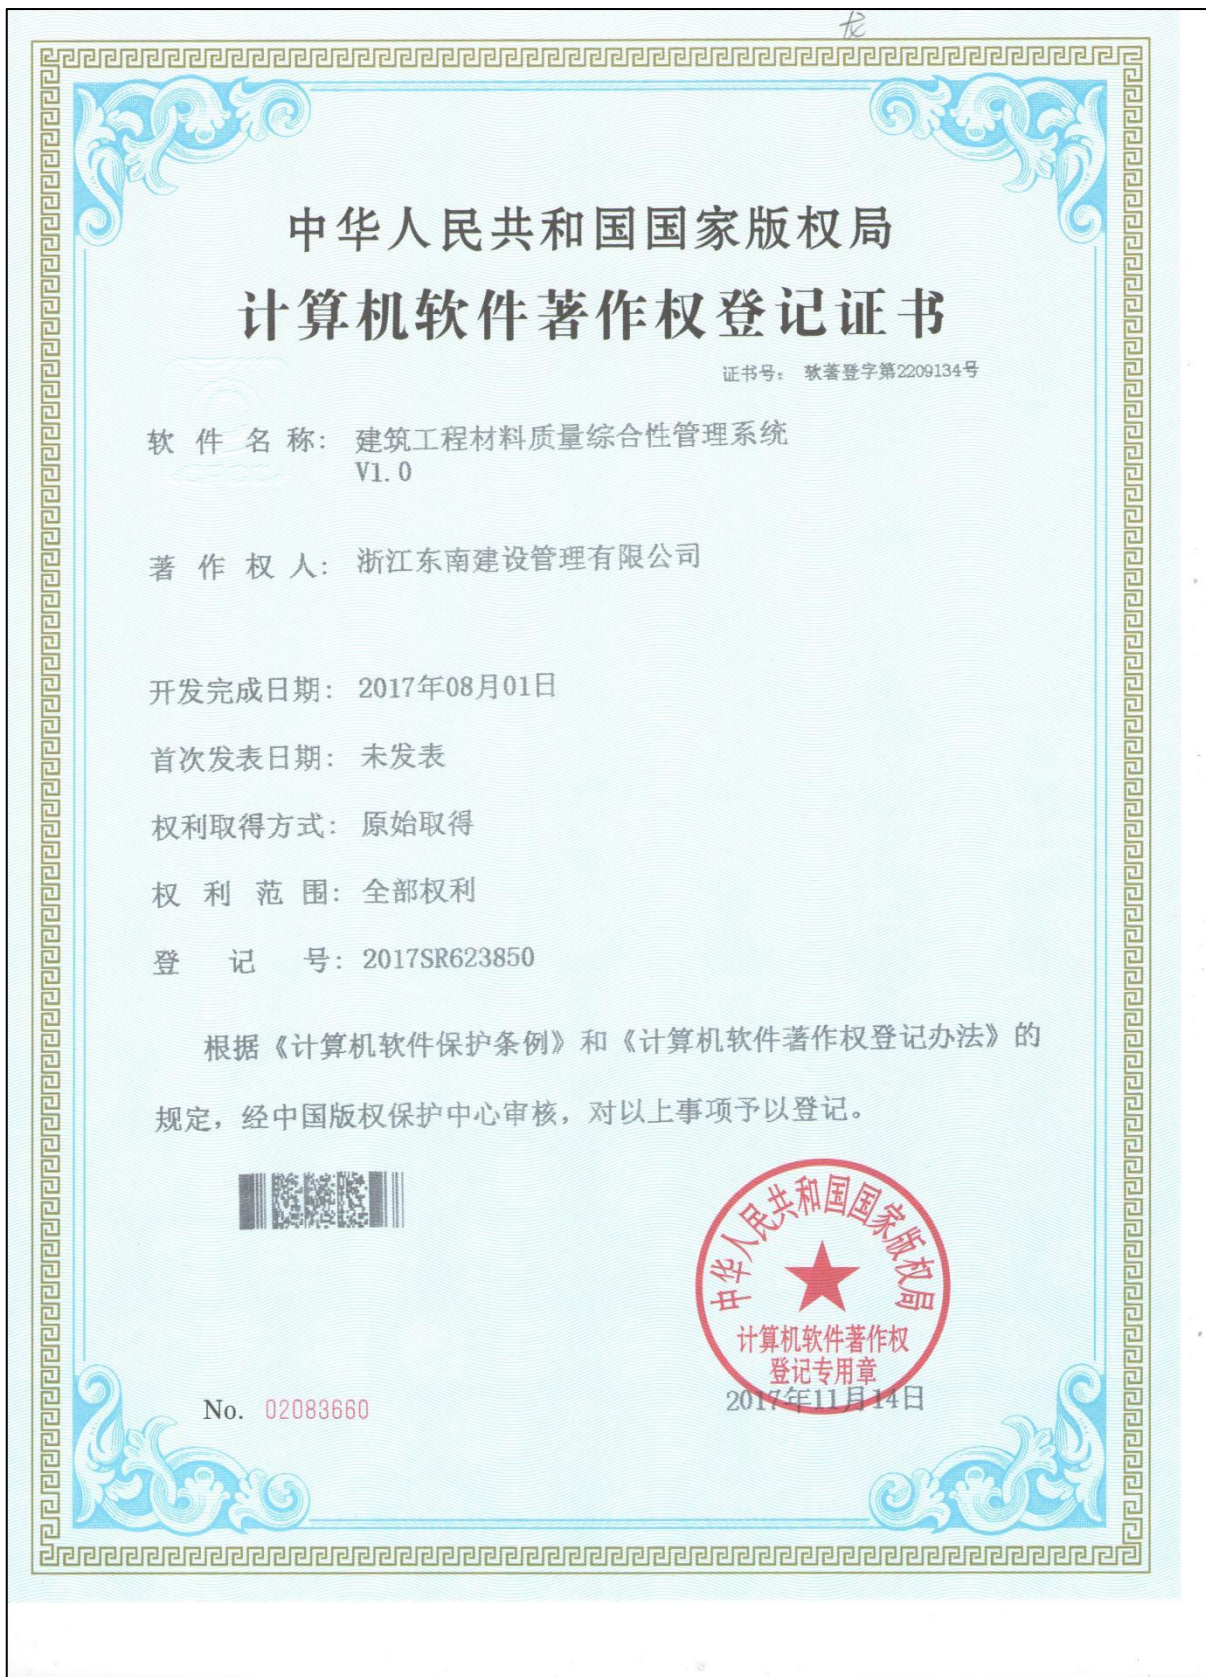 龙
中华人民共和国国家版权局
计算机软件著作权登记证书
证书号： 软著登字第2209134号
软件名称： 建筑工程材料质量综合性管理系统
V1.0
著作权人： 浙江东南建设管理有限公司
开发完成日期： 2017年08月01日
首次发表日期： 未发表
权利取得方式： 原始取得
权利范围： 全部权利
登记号： 2017SR623850
根据《计算机软件保护条例》和《计算机软件著作权登记办法》的
规定，经中国版权保护中心审核，对以上事项予以登记。
中华人民共和国国家版权局
计算机软件著作权
登记专用章
2017年11月14日
No. 02083660